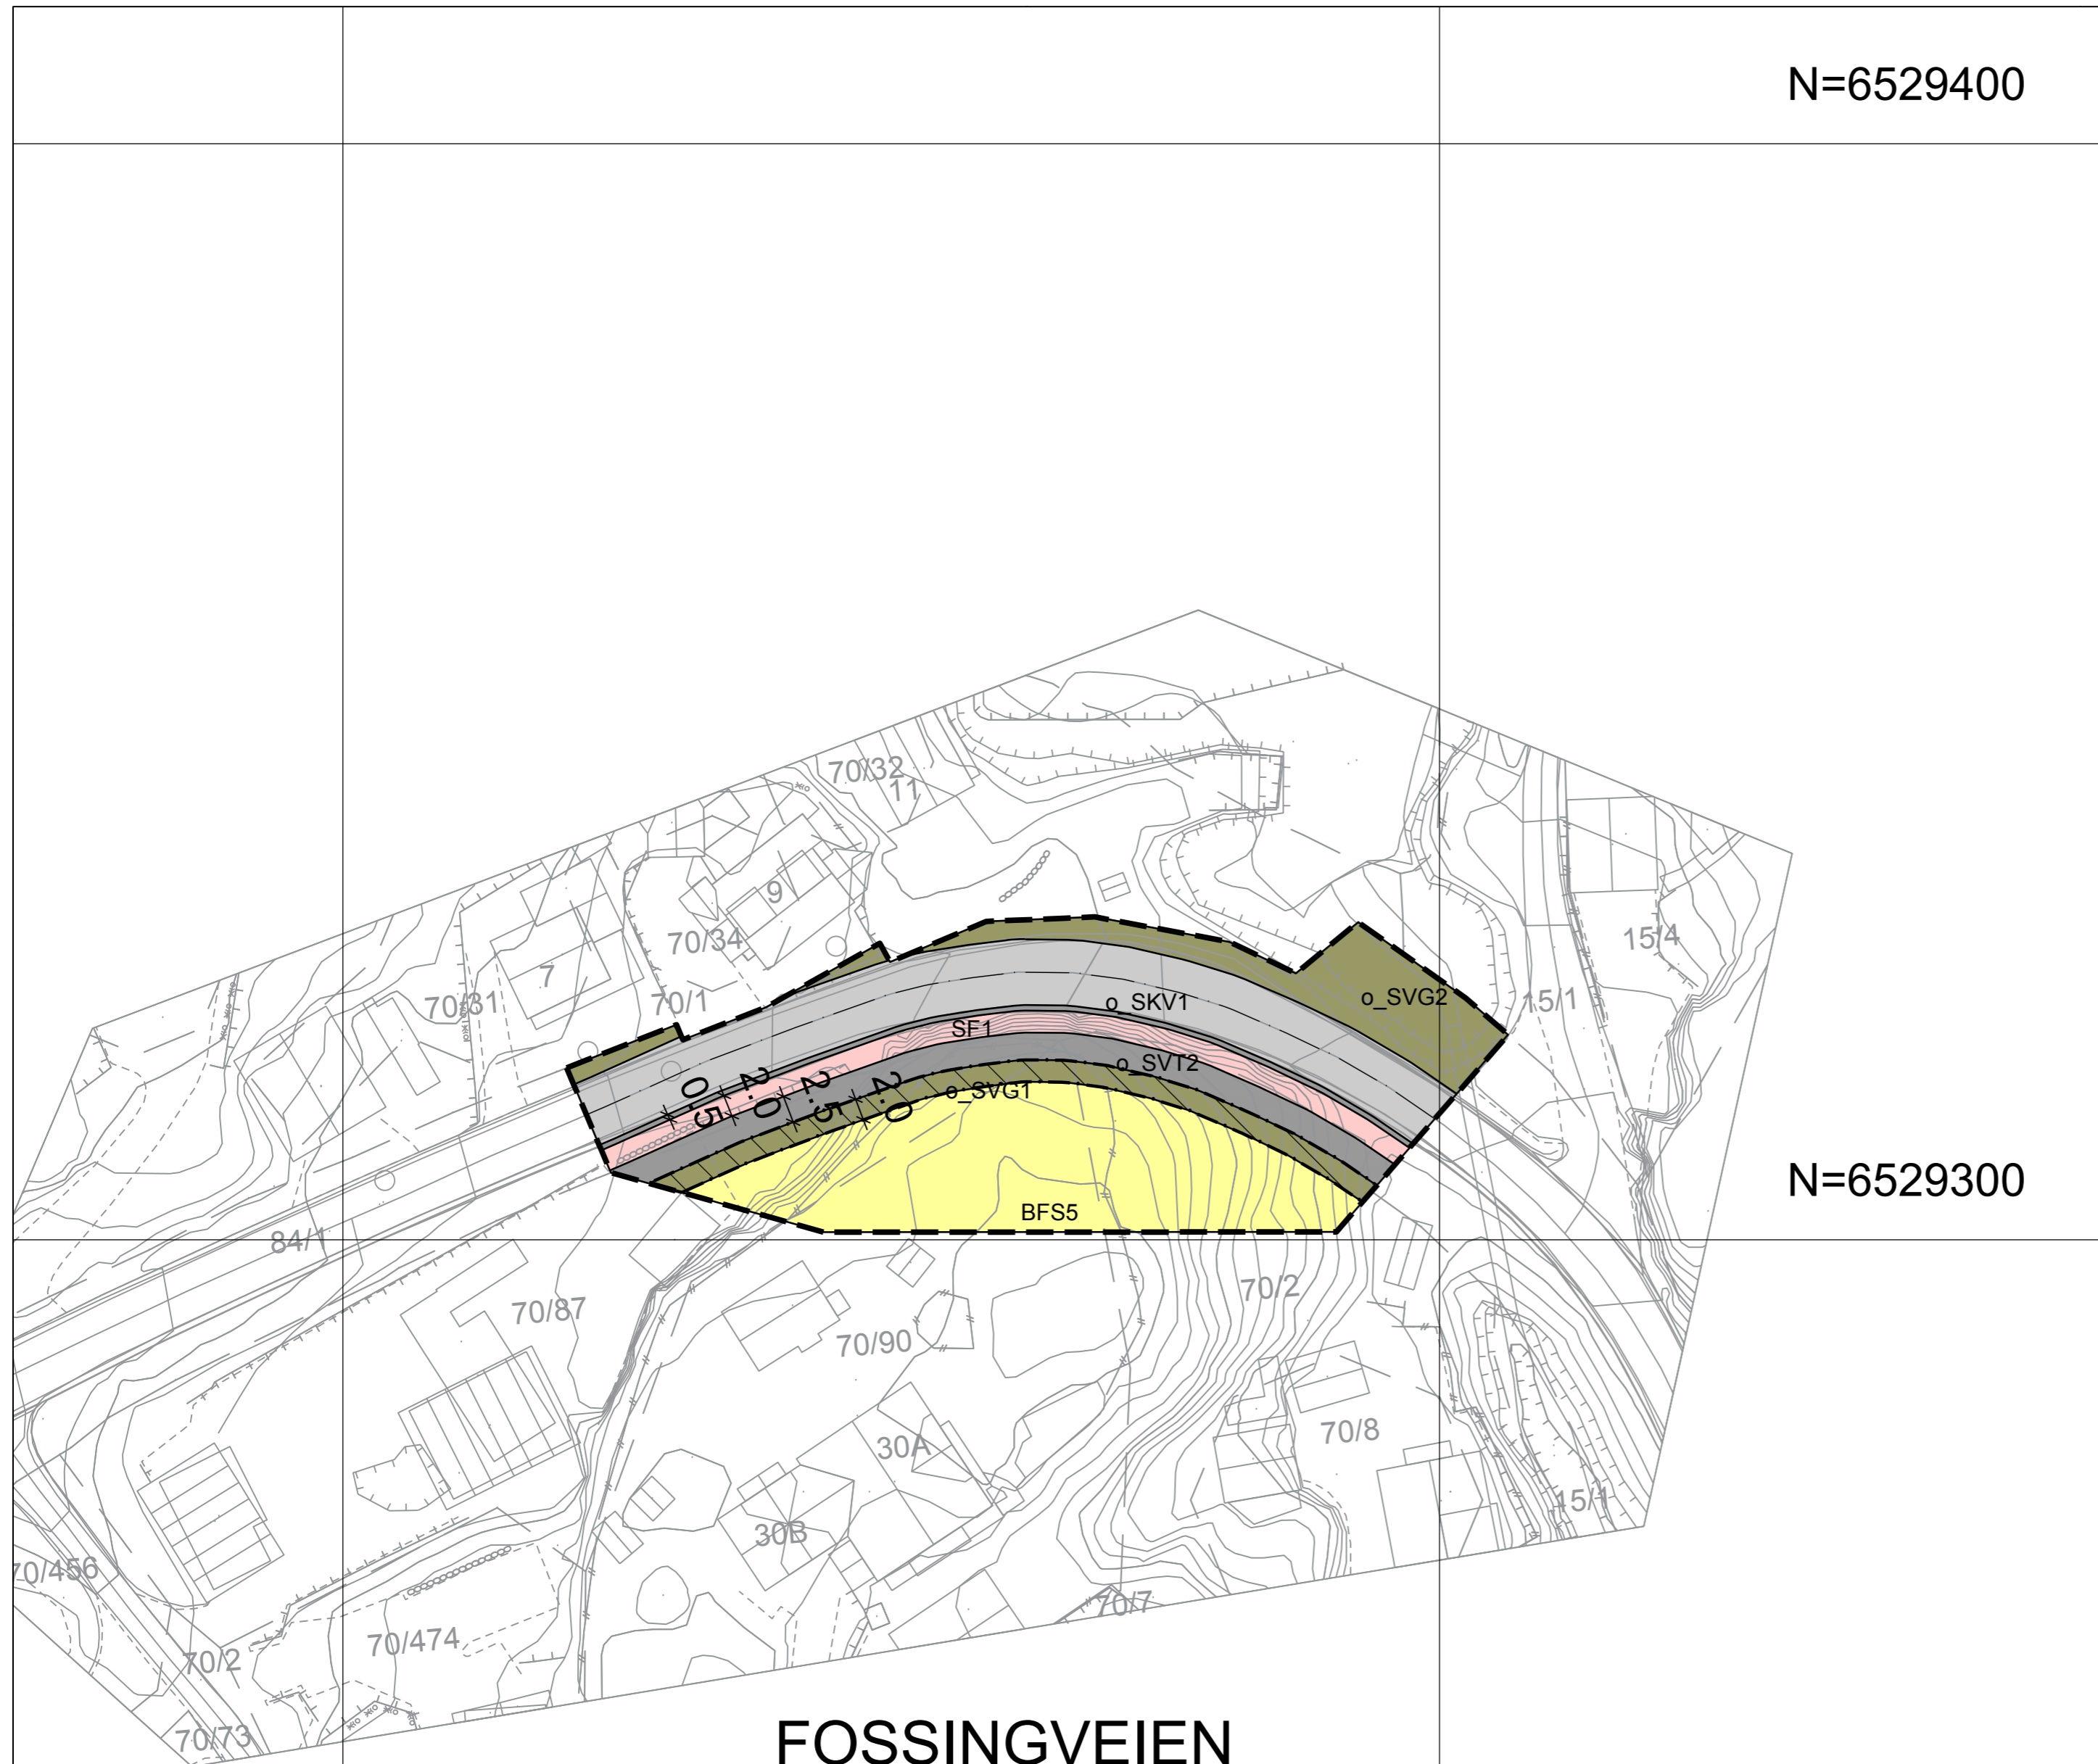 N=6529400
70/32
11
9
70/34
7
70/31
70/1
15/4
o_SVG2
15/1
o_SKV1
SF1
o_SVT2
o_SVG1
0.5
2.0
2.5
2.0
BFS5
N=6529300
84/1
70/87
70/2
70/90
70/8
30A
15/1
30B
70/456
70/7
70/474
70/2
70/73
FOSSINGVEIEN